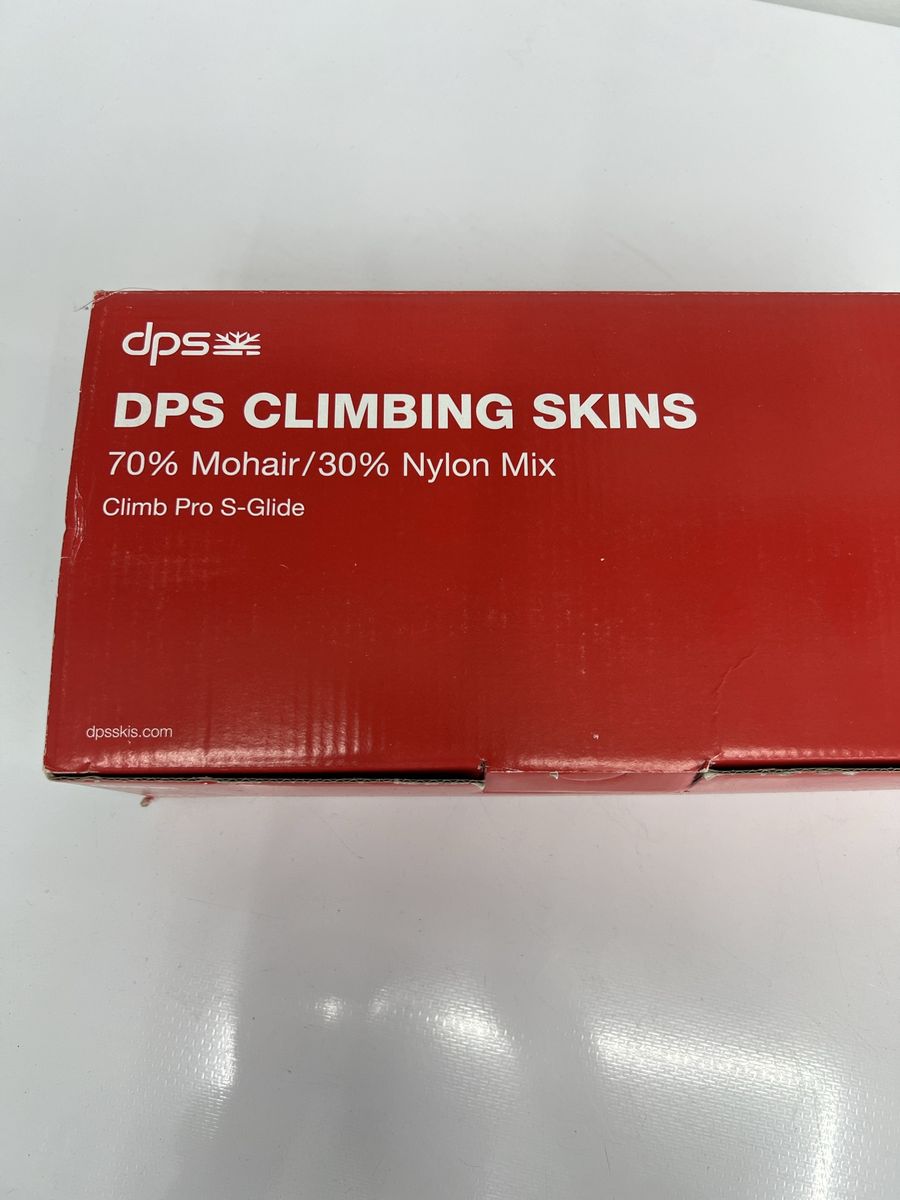 dps
DPS CLIMBING SKINS
70% Mohair/30% Nylon Mix
Climb Pro S-Glide
dpsskis.com